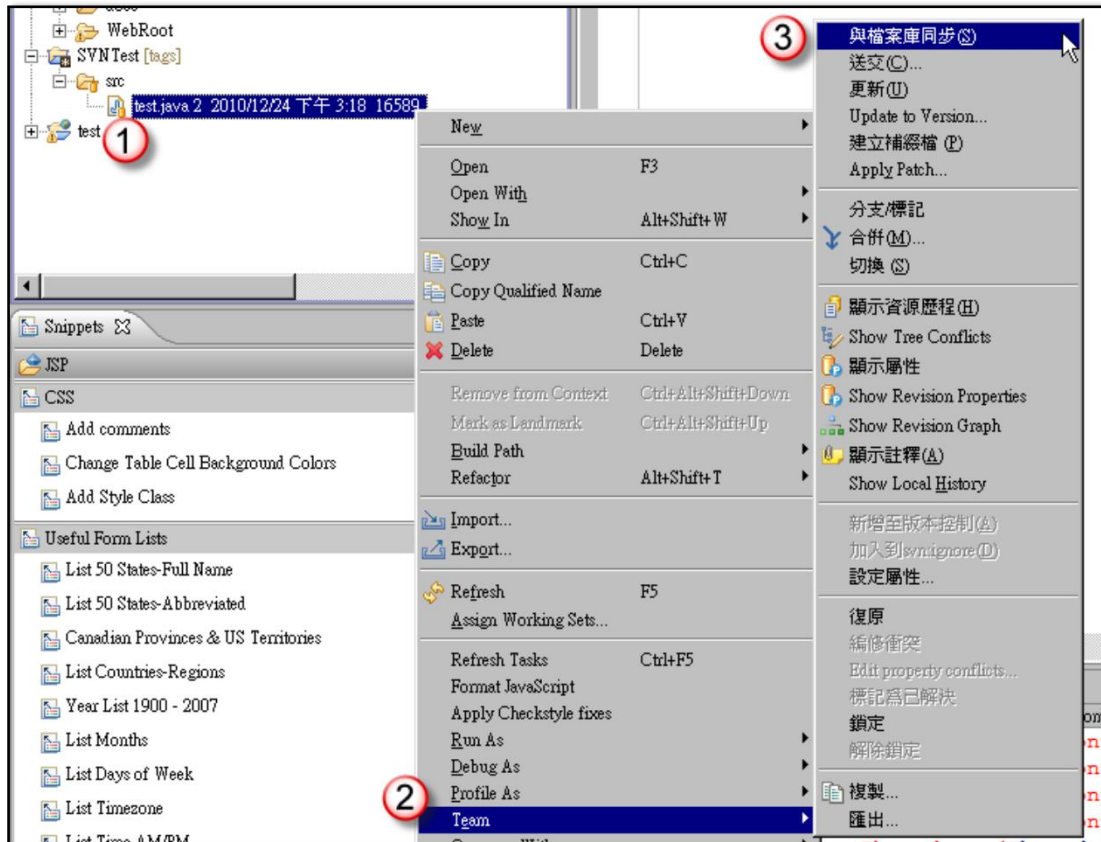 WebRoot
SVNTest [tags]
src
test.java 2 2010/12/24 下午 3:18 16589
test
1
Snippets
JSP
CSS
Add comments
Change Table Cell Background Colors
Add Style Class
Useful Form Lists
List 50 States-Full Name
List 50 States-Abbreviated
Canadian Provinces & US Territories
List Countries-Regions
Year List 1900 - 2007
List Months
List Days of Week
List Timezone
List Time AM/PM
New
Open F3
Open With
Show In Alt+Shift+W
Copy Ctrl+C
Copy Qualified Name
Paste Ctrl+V
Delete Delete
Remove from Context Ctrl+Alt+Shift+Down
Mark as Landmark Ctrl+Alt+Shift+Up
Build Path
Refactor Alt+Shift+T
Import...
Export...
Refresh F5
Assign Working Sets...
Refresh Tasks Ctrl+F5
Format JavaScript
Apply Checkstyle fixes
Run As
Debug As
Profile As
2
Team
3
與檔案庫同步(S)
送交(C)...
更新(U)
Update to Version...
建立補綴檔 (P)
Apply Patch...
分支/標記
合併(M)...
切換 (S)
顯示資源歷程(H)
Show Tree Conflicts
顯示屬性
Show Revision Properties
Show Revision Graph
顯示註釋(A)
Show Local History
新增至版本控制(A)
加入到svn:ignore(D)
設定屬性...
復原
編修衝突
Edit property conflicts...
標記為已解決
鎖定
解除鎖定
複製...
匯出...